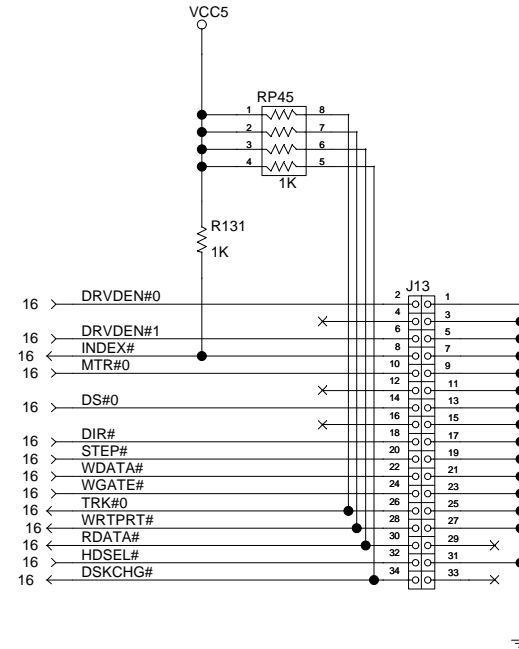 VCC5
RP45
1 8
2 7
3 6
4 5
1K
R131
1K
J13
16 DRVDEN#0 2 1
4 3
16 DRVDEN#1 6 5
16 INDEX# 8 7
16 MTR#0 10 9
12 11
16 DS#0 14 13
16 15
16 DIR# 18 17
16 STEP# 20 19
16 WDATA# 22 21
16 WGATE# 24 23
16 TRK#0 26 25
16 WRTPRT# 28 27
16 RDATA# 30 29
16 HDSEL# 32 31
16 DSKCHG# 34 33